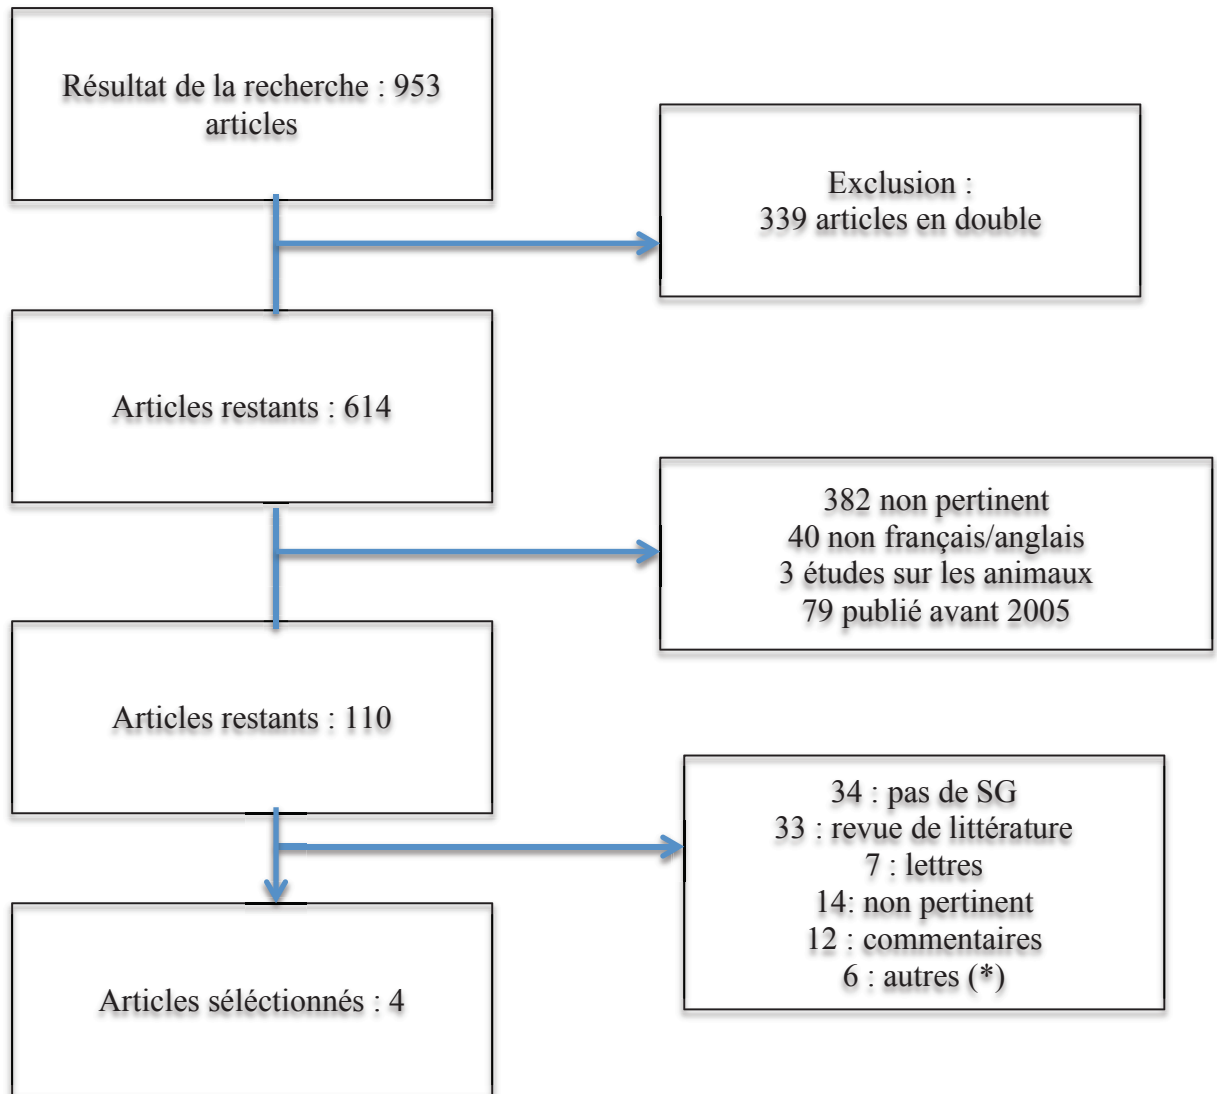 Résultat de la recherche : 953
articles
Exclusion :
339 articles en double
Articles restants : 614
382 non pertinent
40 non français/anglais
3 études sur les animaux
79 publié avant 2005
Articles restants : 110
34 : pas de SG
33 : revue de littérature
7 : lettres
14: non pertinent
12 : commentaires
6 : autres (*)
Articles séléctionnés : 4